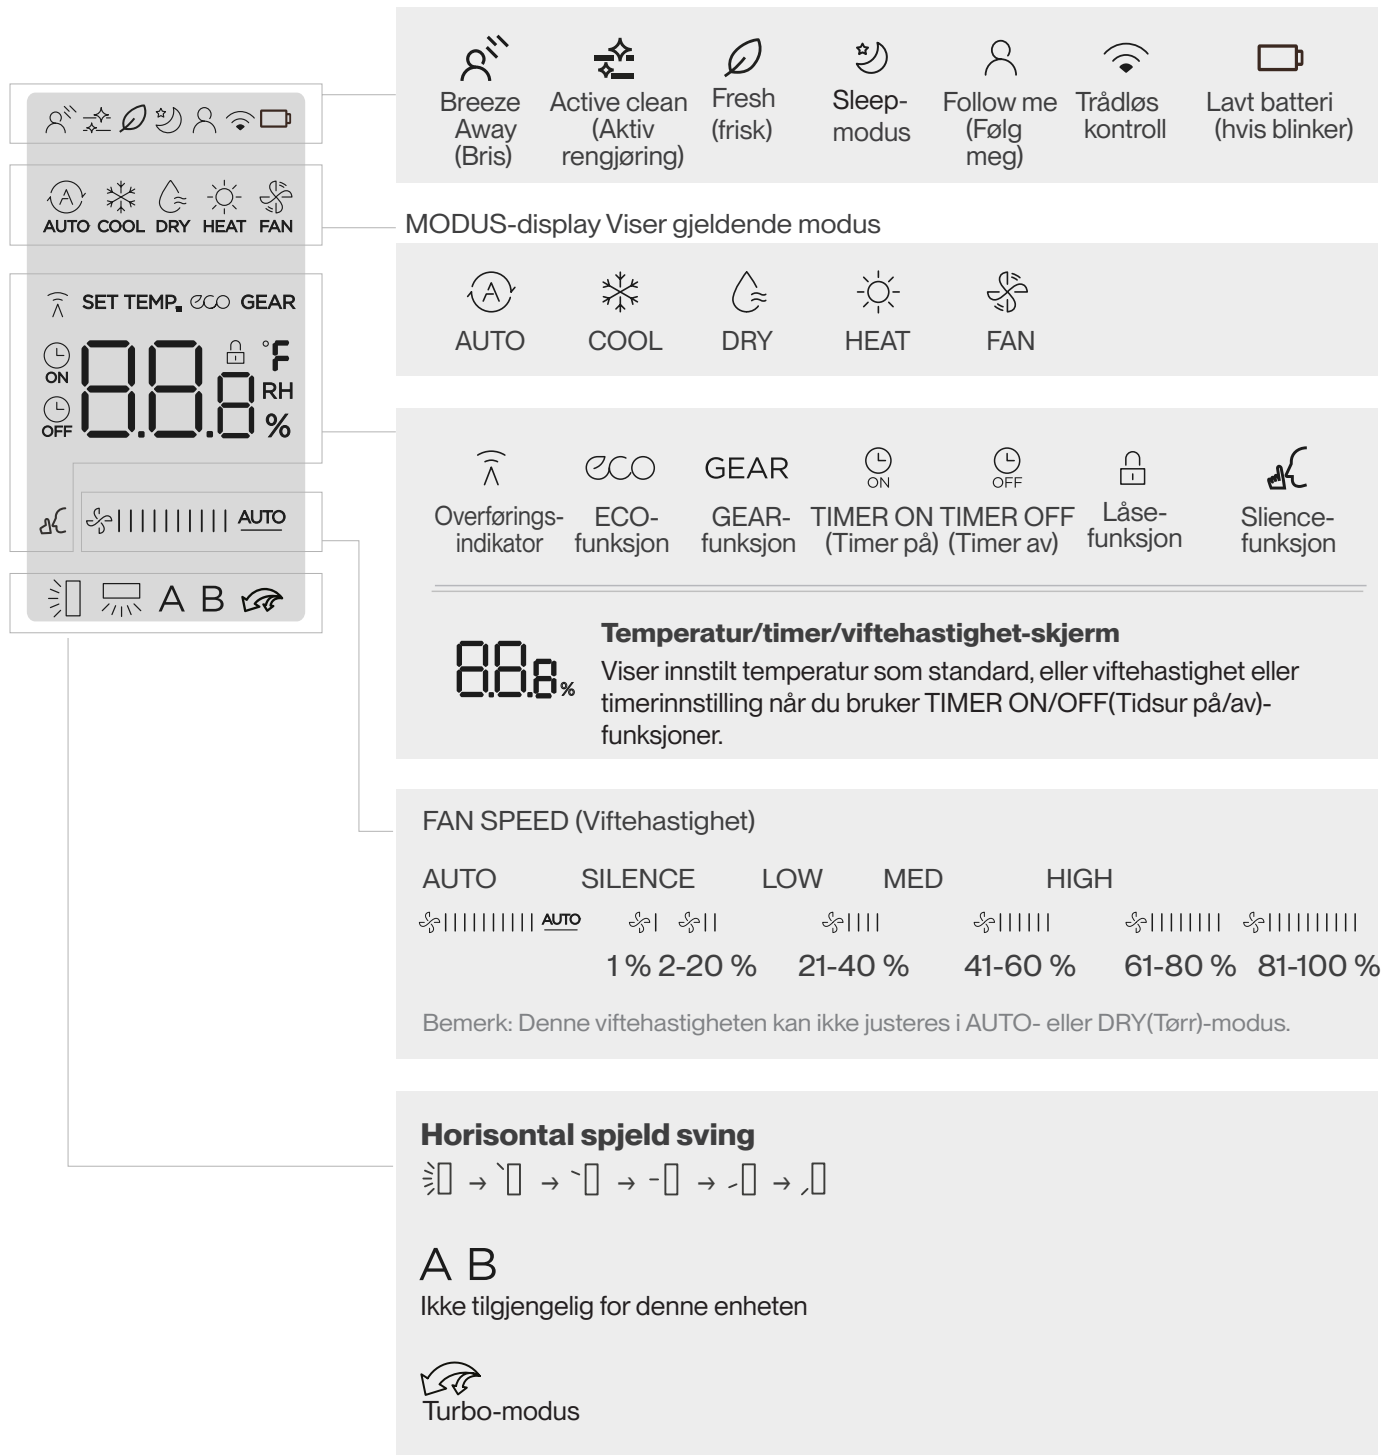 Breeze Away (Bris)
Active clean (Aktiv rengjøring)
Fresh (frisk)
Sleep-modus
Follow me (Følg meg)
Trådløs kontroll
Lavt batteri (hvis blinker)
AUTO COOL DRY HEAT FAN
MODUS-display Viser gjeldende modus
AUTO COOL DRY HEAT FAN
SET TEMP. eco GEAR
ON
OFF
88.8 °F
RH
%
AUTO
A B
eco GEAR ON OFF
Overførings-indikator
ECO-funksjon
GEAR-funksjon
TIMER ON (Timer på)
TIMER OFF (Timer av)
Låse-funksjon
Slience-funksjon
88.8 %
Temperatur/timer/viftehastighet-skjerm
Viser innstilt temperatur som standard, eller viftehastighet eller
timerinnstilling når du bruker TIMER ON/OFF(Tidsur på/av)-
funksjoner.
FAN SPEED (Viftehastighet)
AUTO SILENCE LOW MED HIGH
AUTO
1 % 2-20 % 21-40 % 41-60 % 61-80 % 81-100 %
Bemerk: Denne viftehastigheten kan ikke justeres i AUTO- eller DRY(Tørr)-modus.
Horisontal spjeld sving
A B
Ikke tilgjengelig for denne enheten
Turbo-modus